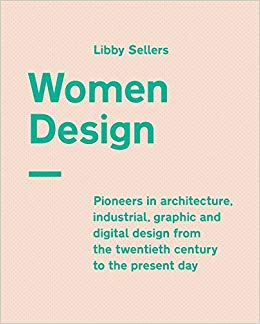 Libby Sellers
Women
Design
Pioneers in architecture,
industrial, graphic and
digital design from
the twentieth century
to the present day